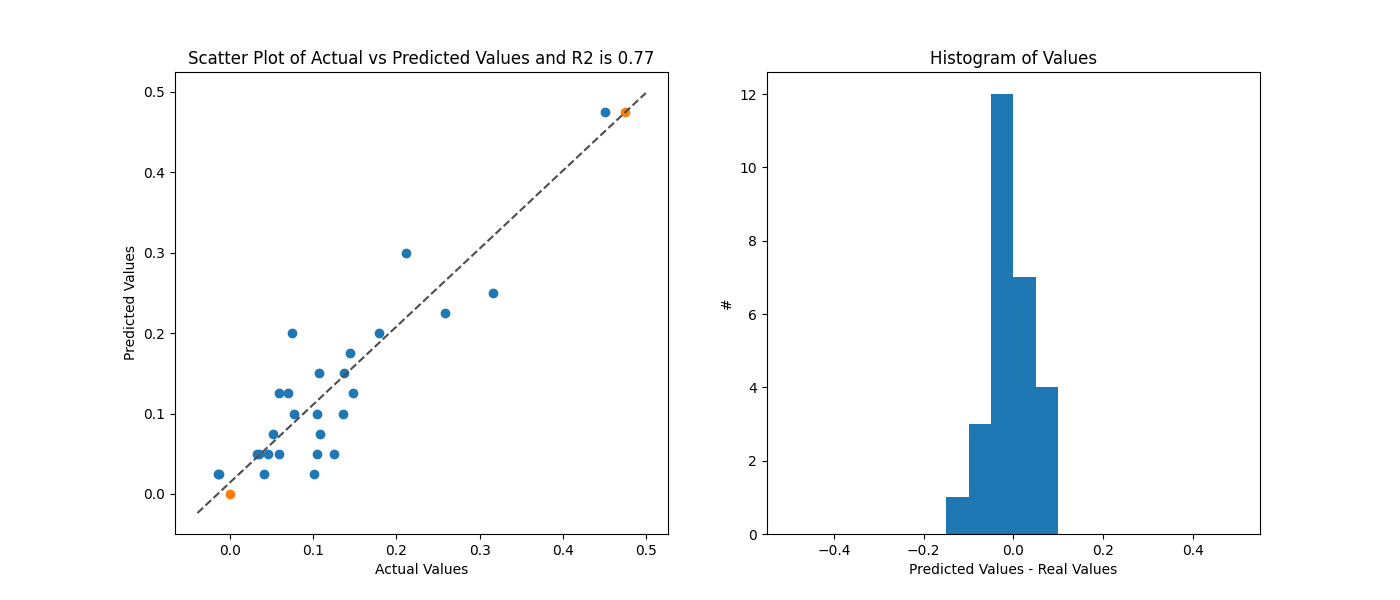 Scatter Plot of Actual vs Predicted Values and R2 is 0.77
0.5
0.4
0.3
0.2
0.1
0.0
Predicted Values
0.0 0.1 0.2 0.3 0.4 0.5
Actual Values
Histogram of Values
12
10
8
6
4
2
0
#
−0.4 −0.2 0.0 0.2 0.4
Predicted Values - Real Values